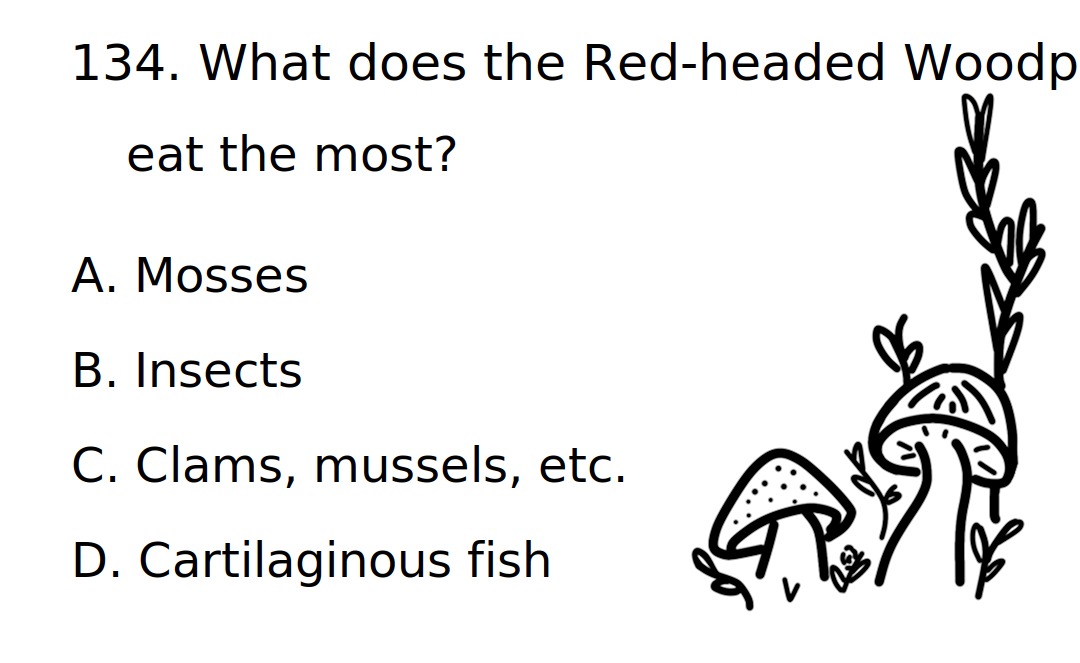 134. What does the Red-headed Woodp
eat the most?
A. Mosses
B. Insects
C. Clams, mussels, etc.
D. Cartilaginous fish